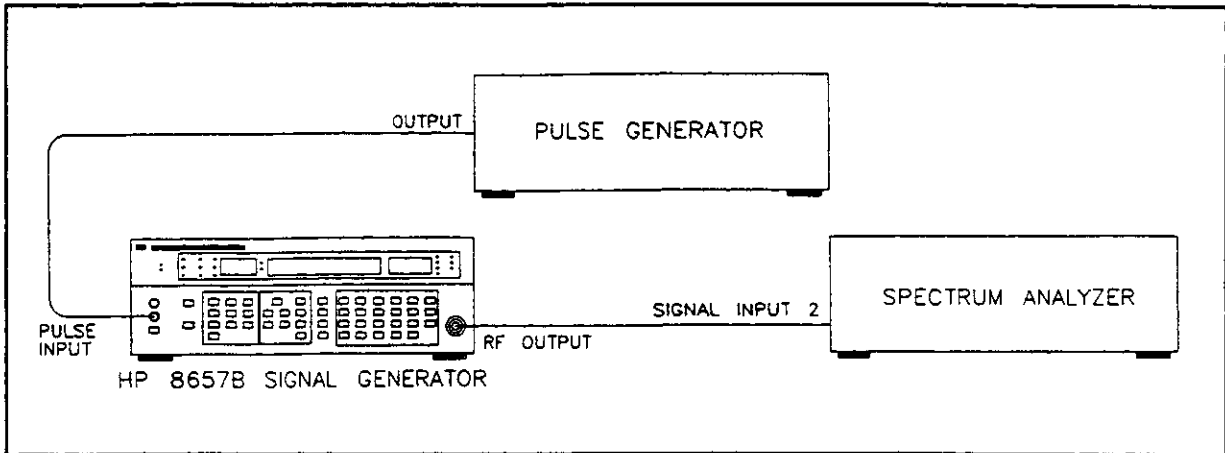 OUTPUT
PULSE GENERATOR
SPECTRUM ANALYZER
SIGNAL INPUT 2
PULSE
INPUT
RF OUTPUT
HP 8657B SIGNAL GENERATOR